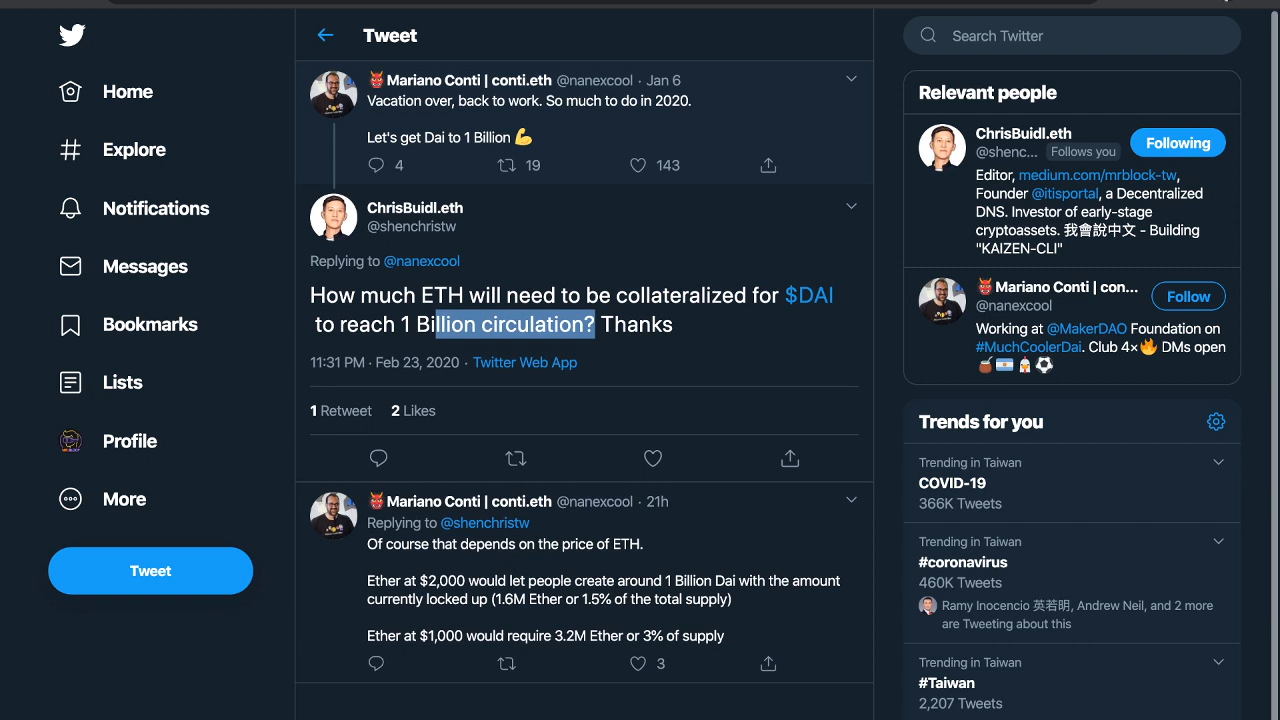 Home
Explore
Notifications
Messages
Bookmarks
Lists
Profile
More
Tweet
Tweet
👹Mariano Conti | conti.eth @nanexcool · Jan 6
Vacation over, back to work. So much to do in 2020.
Let's get Dai to 1 Billion 💪
4 19 143
ChrisBuidl.eth
@shenchristw
Replying to @nanexcool
How much ETH will need to be collateralized for $DAI
to reach 1 Billion circulation? Thanks
11:31 PM · Feb 23, 2020 · Twitter Web App
1 Retweet 2 Likes
👹Mariano Conti | conti.eth @nanexcool · 21h
Replying to @shenchristw
Of course that depends on the price of ETH.
Ether at $2,000 would let people create around 1 Billion Dai with the amount
currently locked up (1.6M Ether or 1.5% of the total supply)
Ether at $1,000 would require 3.2M Ether or 3% of supply
3
Search Twitter
Relevant people
ChrisBuidl.eth
@shenc... Follows you
Following
Editor, medium.com/mrblock-tw,
Founder @itisportal, a Decentralized
DNS. Investor of early-stage
cryptoassets. 我會說中文 - Building
"KAIZEN-CLI"
👹Mariano Conti | con...
@nanexcool
Follow
Working at @MakerDAO Foundation on
#MuchCoolerDai. Club 4×🔥 DMs open
🧉🇦🇷🐔⚽
Trends for you
Trending in Taiwan
COVID-19
366K Tweets
Trending in Taiwan
#coronavirus
460K Tweets
Ramy Inocencio 英若明, Andrew Neil, and 2 more
are Tweeting about this
Trending in Taiwan
#Taiwan
2,207 Tweets